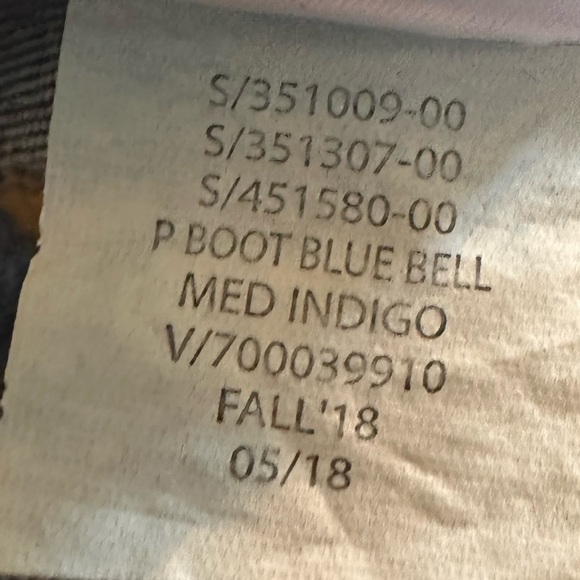 S/351009-00
S/351307-00
S/451580-00
P BOOT BLUE BELL
MED INDIGO
V/700039910
FALL'18
05/18